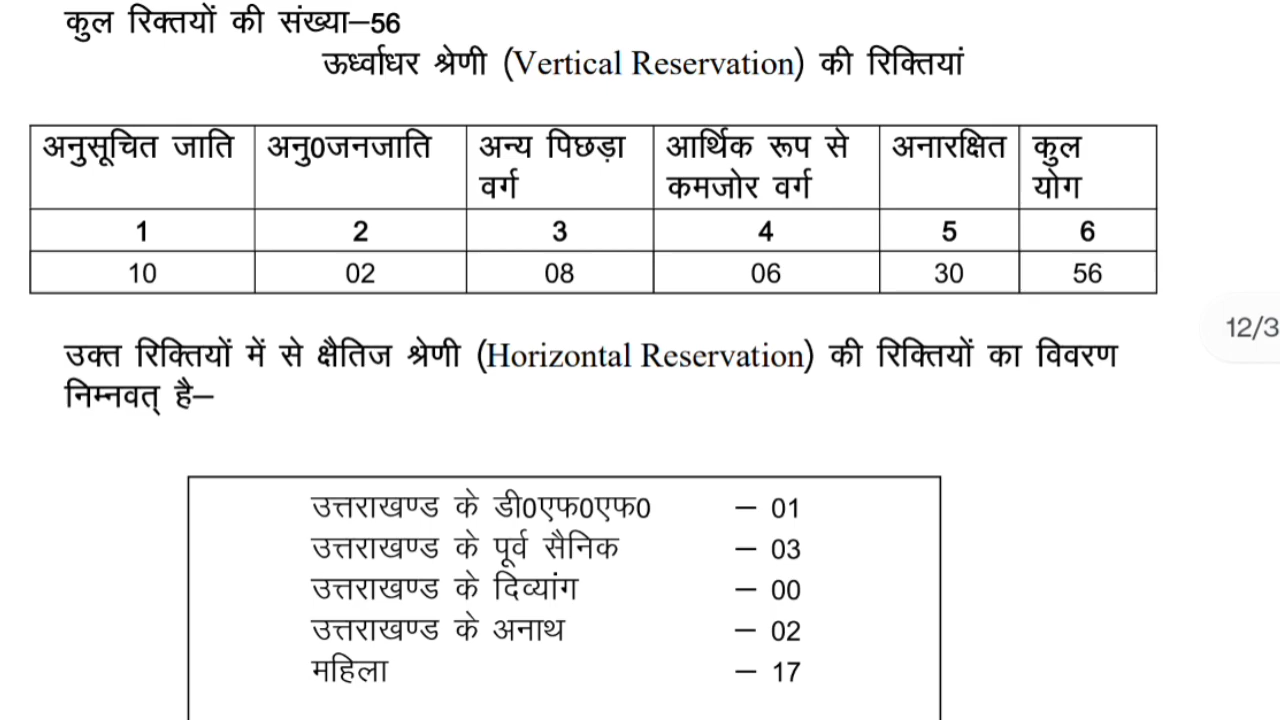 कुल रिक्तयों की संख्या–56
ऊर्ध्वाधर श्रेणी (Vertical Reservation) की रिक्तियां
अनुसूचित जाति अनु0जनजाति अन्य पिछड़ा वर्ग आर्थिक रूप से कमजोर वर्ग अनारक्षित कुल योग
1 2 3 4 5 6
10 02 08 06 30 56
उक्त रिक्तियों में से क्षैतिज श्रेणी (Horizontal Reservation) की रिक्तियों का विवरण
निम्नवत् है–
उत्तराखण्ड के डी0एफ0एफ0 – 01
उत्तराखण्ड के पूर्व सैनिक – 03
उत्तराखण्ड के दिव्यांग – 00
उत्तराखण्ड के अनाथ – 02
महिला – 17
12/3